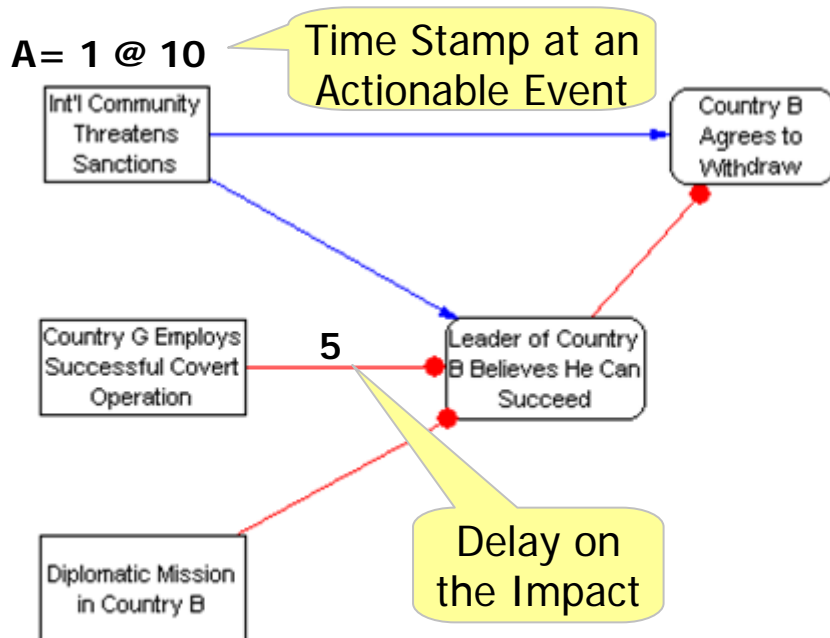 A= 1 @ 10
Time Stamp at an
Actionable Event
Int'l Community
Threatens
Sanctions
Country B
Agrees to
Withdraw
Country G Employs
Successful Covert
Operation
5
Leader of Country
B Believes He Can
Succeed
Diplomatic Mission
in Country B
Delay on
the Impact